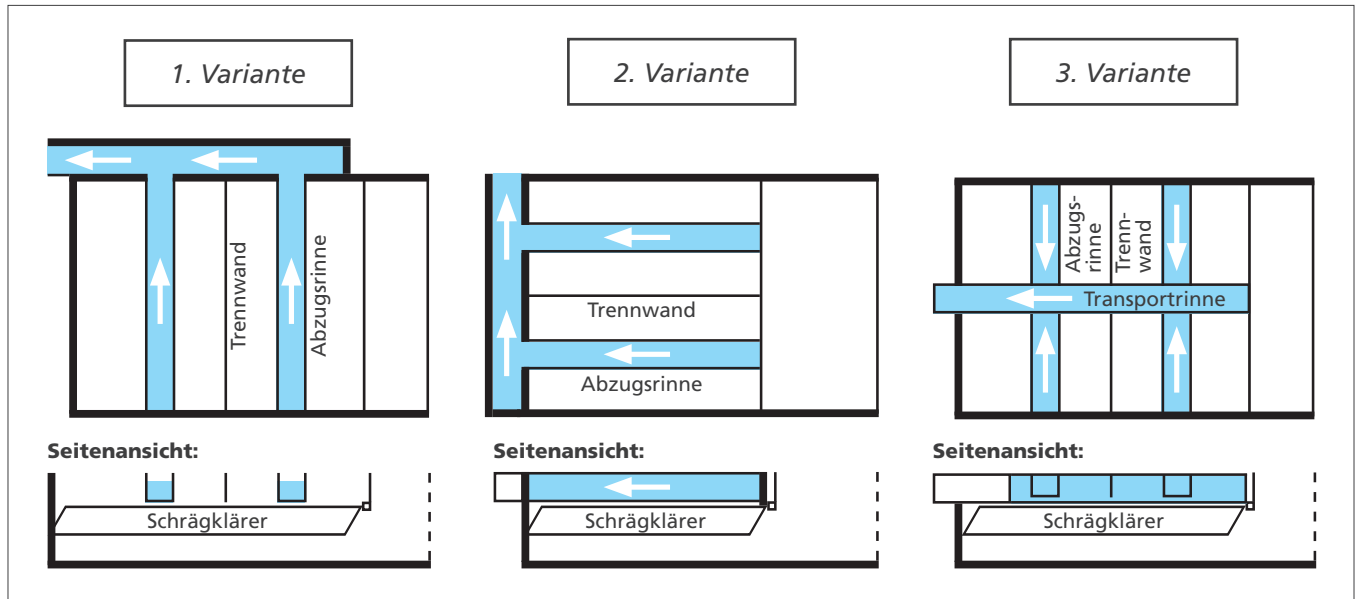 1. Variante
Trennwand
Abzugsrinne
Seitenansicht:
Schrägklärer
2. Variante
Trennwand
Abzugsrinne
Seitenansicht:
Schrägklärer
3. Variante
Abzugs-
rinne
Trenn-
wand
Transportrinne
Seitenansicht:
Schrägklärer